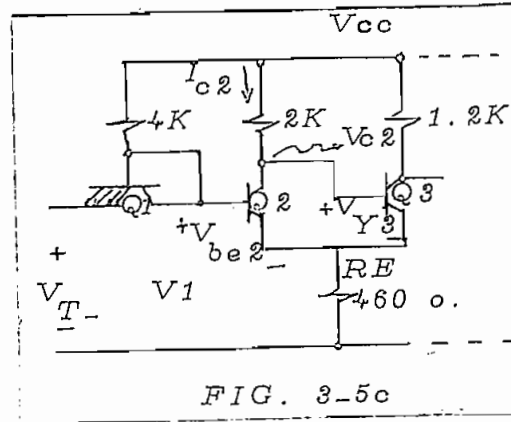 Vcc
Ic2
4K
2K
Vc2
1.2K
Q1
2
Q3
+
V
be2
-
+
V
Y3
-
+
V
T-
V1
RE
460 o.
FIG. 3-5c